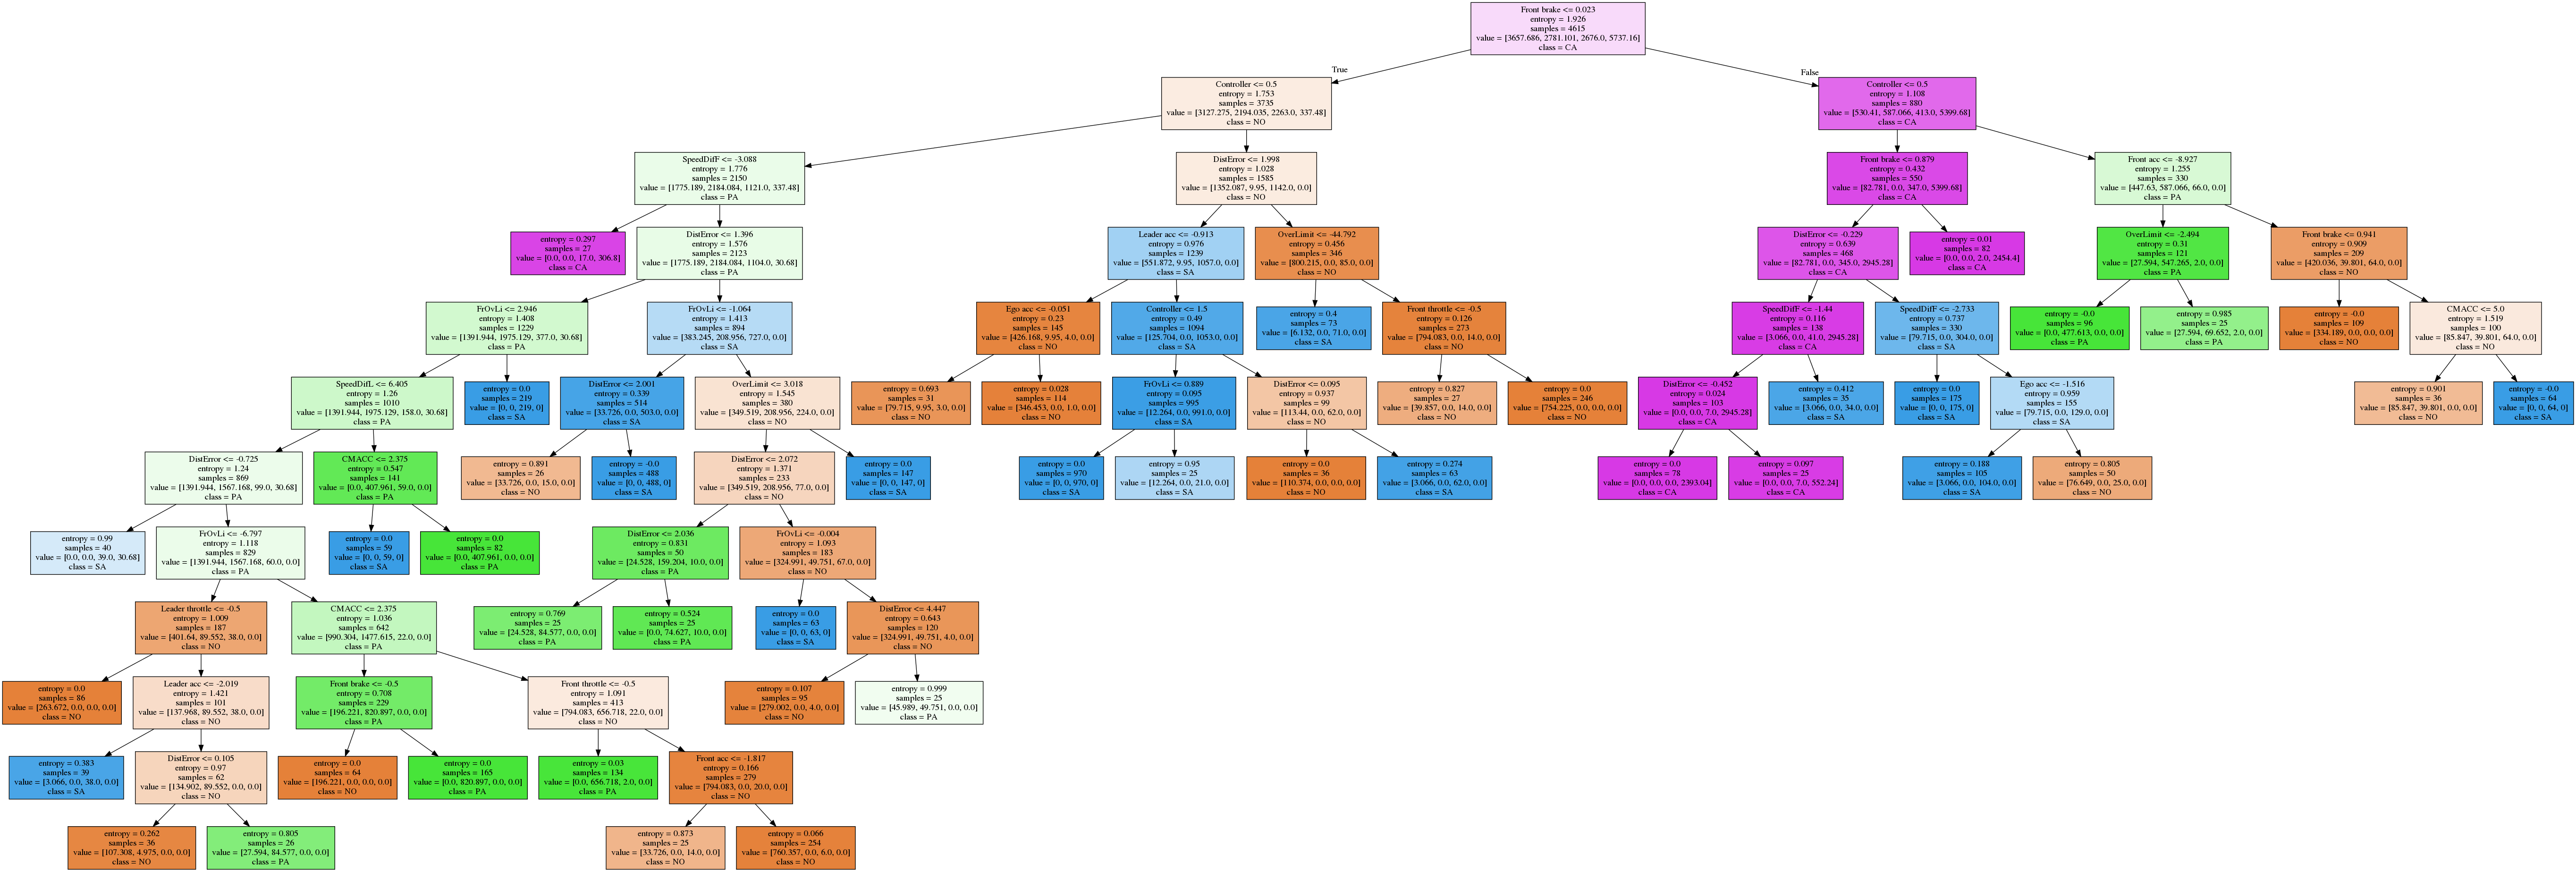 Front brake <= 0.023
entropy = 1.926
samples = 4615
value = [3657.686, 2781.101, 2676.0, 5737.16]
class = CA
True
False
Controller <= 0.5
entropy = 1.753
samples = 3735
value = [3127.275, 2194.035, 2263.0, 337.48]
class = NO
Controller <= 0.5
entropy = 1.108
samples = 880
value = [530.41, 587.066, 413.0, 5399.68]
class = CA
SpeedDifF <= -3.088
entropy = 1.776
samples = 2150
value = [1775.189, 2184.084, 1121.0, 337.48]
class = PA
DistError <= 1.998
entropy = 1.028
samples = 1585
value = [1352.087, 9.95, 1142.0, 0.0]
class = NO
Front brake <= 0.879
entropy = 0.432
samples = 550
value = [82.781, 0.0, 347.0, 5399.68]
class = CA
Front acc <= -8.927
entropy = 1.255
samples = 330
value = [447.63, 587.066, 66.0, 0.0]
class = PA
entropy = 0.297
samples = 27
value = [0.0, 0.0, 17.0, 306.8]
class = CA
DistError <= 1.396
entropy = 1.576
samples = 2123
value = [1775.189, 2184.084, 1104.0, 30.68]
class = PA
Leader acc <= -0.913
entropy = 0.976
samples = 1239
value = [551.872, 9.95, 1057.0, 0.0]
class = SA
OverLimit <= -44.792
entropy = 0.456
samples = 346
value = [800.215, 0.0, 85.0, 0.0]
class = NO
DistError <= -0.229
entropy = 0.639
samples = 468
value = [82.781, 0.0, 345.0, 2945.28]
class = CA
entropy = 0.01
samples = 82
value = [0.0, 0.0, 2.0, 2454.4]
class = CA
OverLimit <= -2.494
entropy = 0.31
samples = 121
value = [27.594, 547.265, 2.0, 0.0]
class = PA
Front brake <= 0.941
entropy = 0.909
samples = 209
value = [420.036, 39.801, 64.0, 0.0]
class = NO
FrOvLi <= 2.946
entropy = 1.408
samples = 1229
value = [1391.944, 1975.129, 377.0, 30.68]
class = PA
FrOvLi <= -1.064
entropy = 1.413
samples = 894
value = [383.245, 208.956, 727.0, 0.0]
class = SA
Ego acc <= -0.051
entropy = 0.23
samples = 145
value = [426.168, 9.95, 4.0, 0.0]
class = NO
Controller <= 1.5
entropy = 0.49
samples = 1094
value = [125.704, 0.0, 1053.0, 0.0]
class = SA
entropy = 0.4
samples = 73
value = [6.132, 0.0, 71.0, 0.0]
class = SA
Front throttle <= -0.5
entropy = 0.126
samples = 273
value = [794.083, 0.0, 14.0, 0.0]
class = NO
SpeedDifF <= -1.44
entropy = 0.116
samples = 138
value = [3.066, 0.0, 41.0, 2945.28]
class = CA
SpeedDifF <= -2.733
entropy = 0.737
samples = 330
value = [79.715, 0.0, 304.0, 0.0]
class = SA
entropy = -0.0
samples = 96
value = [0.0, 477.613, 0.0, 0.0]
class = PA
entropy = 0.985
samples = 25
value = [27.594, 69.652, 2.0, 0.0]
class = PA
entropy = -0.0
samples = 109
value = [334.189, 0.0, 0.0, 0.0]
class = NO
CMACC <= 5.0
entropy = 1.519
samples = 100
value = [85.847, 39.801, 64.0, 0.0]
class = NO
SpeedDifL <= 6.405
entropy = 1.26
samples = 1010
value = [1391.944, 1975.129, 158.0, 30.68]
class = PA
entropy = 0.0
samples = 219
value = [0, 0, 219, 0]
class = SA
DistError <= 2.001
entropy = 0.339
samples = 514
value = [33.726, 0.0, 503.0, 0.0]
class = SA
OverLimit <= 3.018
entropy = 1.545
samples = 380
value = [349.519, 208.956, 224.0, 0.0]
class = NO
entropy = 0.693
samples = 31
value = [79.715, 9.95, 3.0, 0.0]
class = NO
entropy = 0.028
samples = 114
value = [346.453, 0.0, 1.0, 0.0]
class = NO
FrOvLi <= 0.889
entropy = 0.095
samples = 995
value = [12.264, 0.0, 991.0, 0.0]
class = SA
DistError <= 0.095
entropy = 0.937
samples = 99
value = [113.44, 0.0, 62.0, 0.0]
class = NO
entropy = 0.827
samples = 27
value = [39.857, 0.0, 14.0, 0.0]
class = NO
entropy = 0.0
samples = 246
value = [754.225, 0.0, 0.0, 0.0]
class = NO
DistError <= -0.452
entropy = 0.024
samples = 103
value = [0.0, 0.0, 7.0, 2945.28]
class = CA
entropy = 0.412
samples = 35
value = [3.066, 0.0, 34.0, 0.0]
class = SA
entropy = 0.0
samples = 175
value = [0, 0, 175, 0]
class = SA
Ego acc <= -1.516
entropy = 0.959
samples = 155
value = [79.715, 0.0, 129.0, 0.0]
class = SA
entropy = 0.901
samples = 36
value = [85.847, 39.801, 0.0, 0.0]
class = NO
entropy = -0.0
samples = 64
value = [0, 0, 64, 0]
class = SA
DistError <= -0.725
entropy = 1.24
samples = 869
value = [1391.944, 1567.168, 99.0, 30.68]
class = PA
CMACC <= 2.375
entropy = 0.547
samples = 141
value = [0.0, 407.961, 59.0, 0.0]
class = PA
entropy = 0.891
samples = 26
value = [33.726, 0.0, 15.0, 0.0]
class = NO
entropy = -0.0
samples = 488
value = [0, 0, 488, 0]
class = SA
DistError <= 2.072
entropy = 1.371
samples = 233
value = [349.519, 208.956, 77.0, 0.0]
class = NO
entropy = 0.0
samples = 147
value = [0, 0, 147, 0]
class = SA
entropy = 0.0
samples = 970
value = [0, 0, 970, 0]
class = SA
entropy = 0.95
samples = 25
value = [12.264, 0.0, 21.0, 0.0]
class = SA
entropy = 0.0
samples = 36
value = [110.374, 0.0, 0.0, 0.0]
class = NO
entropy = 0.274
samples = 63
value = [3.066, 0.0, 62.0, 0.0]
class = SA
entropy = 0.0
samples = 78
value = [0.0, 0.0, 0.0, 2393.04]
class = CA
entropy = 0.097
samples = 25
value = [0.0, 0.0, 7.0, 552.24]
class = CA
entropy = 0.188
samples = 105
value = [3.066, 0.0, 104.0, 0.0]
class = SA
entropy = 0.805
samples = 50
value = [76.649, 0.0, 25.0, 0.0]
class = NO
entropy = 0.99
samples = 40
value = [0.0, 0.0, 39.0, 30.68]
class = SA
FrOvLi <= -6.797
entropy = 1.118
samples = 829
value = [1391.944, 1567.168, 60.0, 0.0]
class = PA
entropy = 0.0
samples = 59
value = [0, 0, 59, 0]
class = SA
entropy = 0.0
samples = 82
value = [0.0, 407.961, 0.0, 0.0]
class = PA
DistError <= 2.036
entropy = 0.831
samples = 50
value = [24.528, 159.204, 10.0, 0.0]
class = PA
FrOvLi <= -0.004
entropy = 1.093
samples = 183
value = [324.991, 49.751, 67.0, 0.0]
class = NO
Leader throttle <= -0.5
entropy = 1.009
samples = 187
value = [401.64, 89.552, 38.0, 0.0]
class = NO
CMACC <= 2.375
entropy = 1.036
samples = 642
value = [990.304, 1477.615, 22.0, 0.0]
class = PA
entropy = 0.769
samples = 25
value = [24.528, 84.577, 0.0, 0.0]
class = PA
entropy = 0.524
samples = 25
value = [0.0, 74.627, 10.0, 0.0]
class = PA
entropy = 0.0
samples = 63
value = [0, 0, 63, 0]
class = SA
DistError <= 4.447
entropy = 0.643
samples = 120
value = [324.991, 49.751, 4.0, 0.0]
class = NO
entropy = 0.0
samples = 86
value = [263.672, 0.0, 0.0, 0.0]
class = NO
Leader acc <= -2.019
entropy = 1.421
samples = 101
value = [137.968, 89.552, 38.0, 0.0]
class = NO
Front brake <= -0.5
entropy = 0.708
samples = 229
value = [196.221, 820.897, 0.0, 0.0]
class = PA
Front throttle <= -0.5
entropy = 1.091
samples = 413
value = [794.083, 656.718, 22.0, 0.0]
class = NO
entropy = 0.107
samples = 95
value = [279.002, 0.0, 4.0, 0.0]
class = NO
entropy = 0.999
samples = 25
value = [45.989, 49.751, 0.0, 0.0]
class = PA
entropy = 0.383
samples = 39
value = [3.066, 0.0, 38.0, 0.0]
class = SA
DistError <= 0.105
entropy = 0.97
samples = 62
value = [134.902, 89.552, 0.0, 0.0]
class = NO
entropy = 0.0
samples = 64
value = [196.221, 0.0, 0.0, 0.0]
class = NO
entropy = 0.0
samples = 165
value = [0.0, 820.897, 0.0, 0.0]
class = PA
entropy = 0.03
samples = 134
value = [0.0, 656.718, 2.0, 0.0]
class = PA
Front acc <= -1.817
entropy = 0.166
samples = 279
value = [794.083, 0.0, 20.0, 0.0]
class = NO
entropy = 0.262
samples = 36
value = [107.308, 4.975, 0.0, 0.0]
class = NO
entropy = 0.805
samples = 26
value = [27.594, 84.577, 0.0, 0.0]
class = PA
entropy = 0.873
samples = 25
value = [33.726, 0.0, 14.0, 0.0]
class = NO
entropy = 0.066
samples = 254
value = [760.357, 0.0, 6.0, 0.0]
class = NO